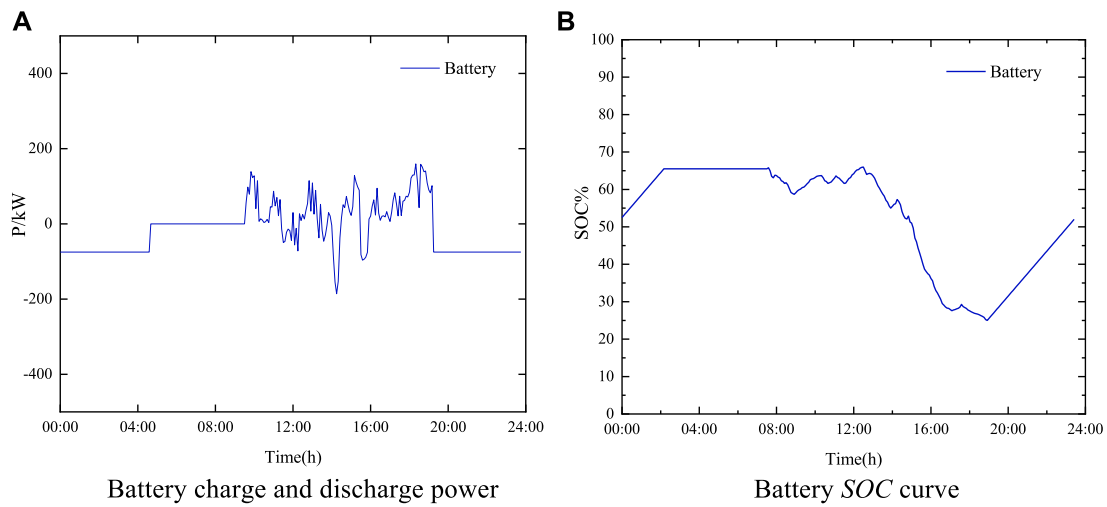 A
400
200
0
-200
-400
P/kW
Battery
00:00 04:00 08:00 12:00 16:00 20:00 24:00
Time(h)
Battery charge and discharge power
B
100
90
80
70
60
50
40
30
20
10
0
SOC%
Battery
00:00 04:00 08:00 12:00 16:00 20:00 24:00
Time(h)
Battery SOC curve